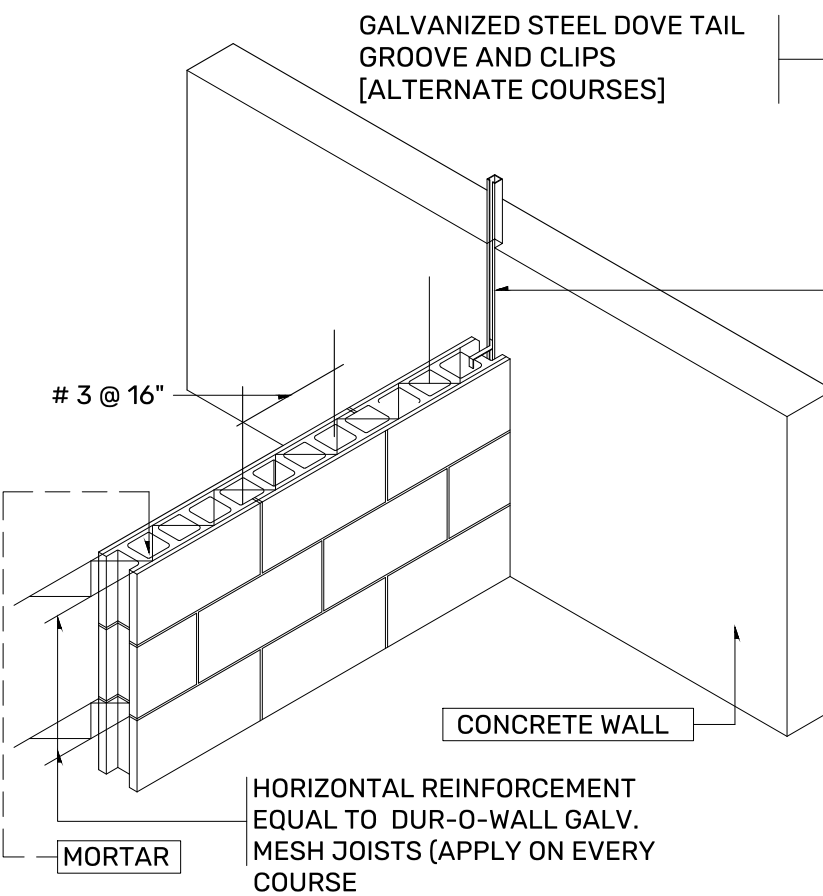 GALVANIZED STEEL DOVE TAIL
GROOVE AND CLIPS
[ALTERNATE COURSES]
# 3 @ 16"
CONCRETE WALL
HORIZONTAL REINFORCEMENT
EQUAL TO DUR-O-WALL GALV.
MESH JOISTS (APPLY ON EVERY
COURSE
MORTAR